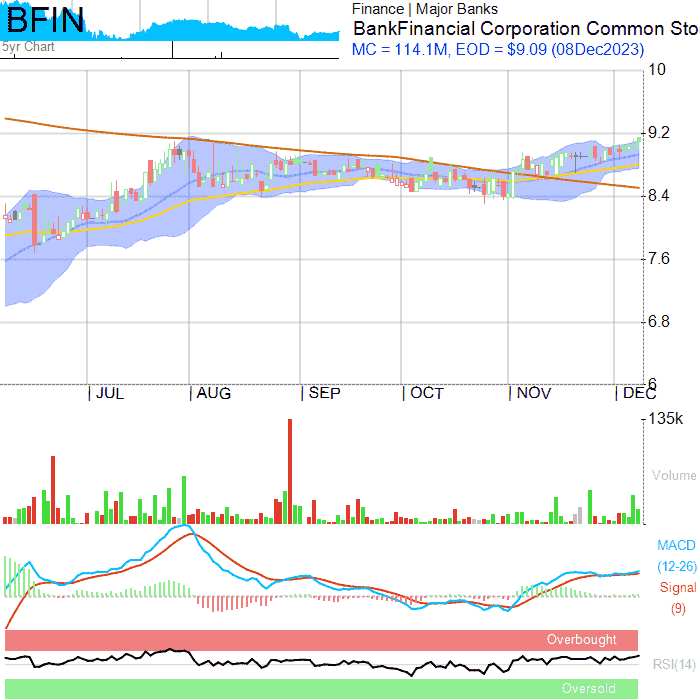 BFIN
5yr Chart
Finance | Major Banks
BankFinancial Corporation Common Sto
MC = 114.1M, EOD = $9.09 (08Dec2023)
10
9.2
8.4
7.6
6.8
6
JUL AUG SEP OCT NOV DEC
135k
Volume
MACD
(12-26)
Signal
(9)
Overbought
RSI(14)
Oversold